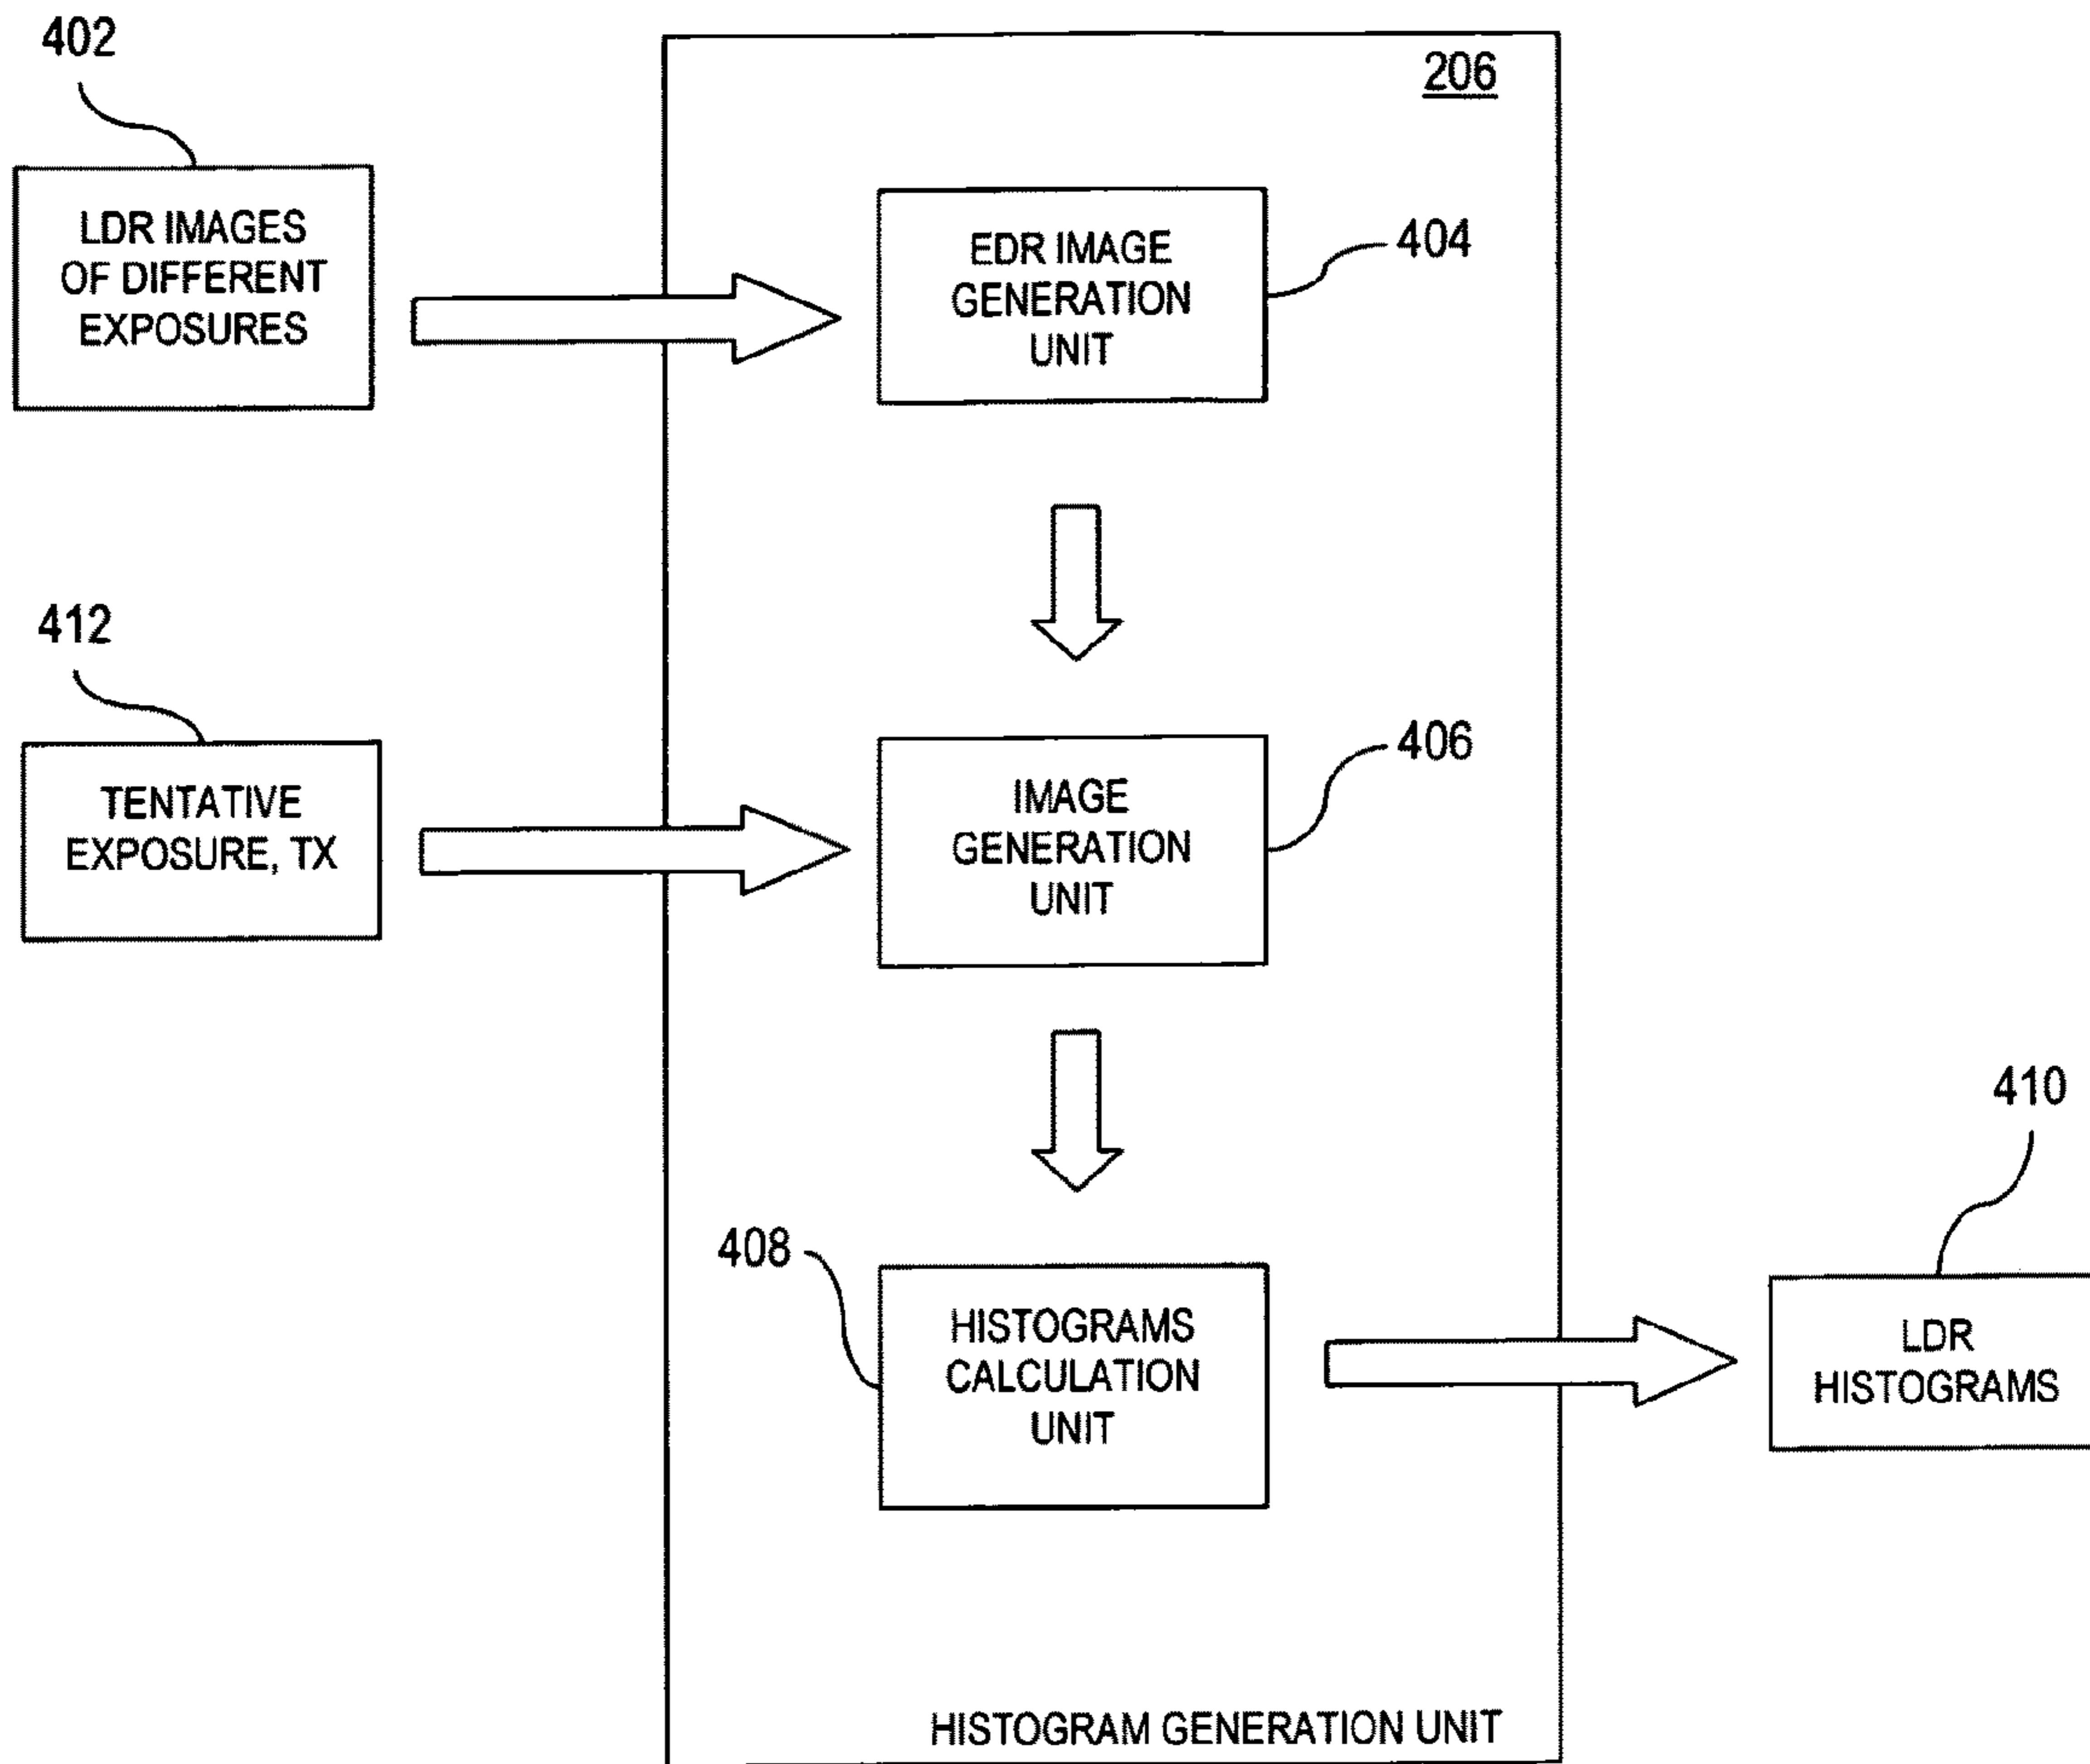 402
206
LDR IMAGES
OF DIFFERENT
EXPOSURES
EDR IMAGE
GENERATION
UNIT
404
412
TENTATIVE
EXPOSURE, TX
IMAGE
GENERATION
UNIT
406
408
HISTOGRAMS
CALCULATION
UNIT
410
LDR
HISTOGRAMS
HISTOGRAM GENERATION UNIT